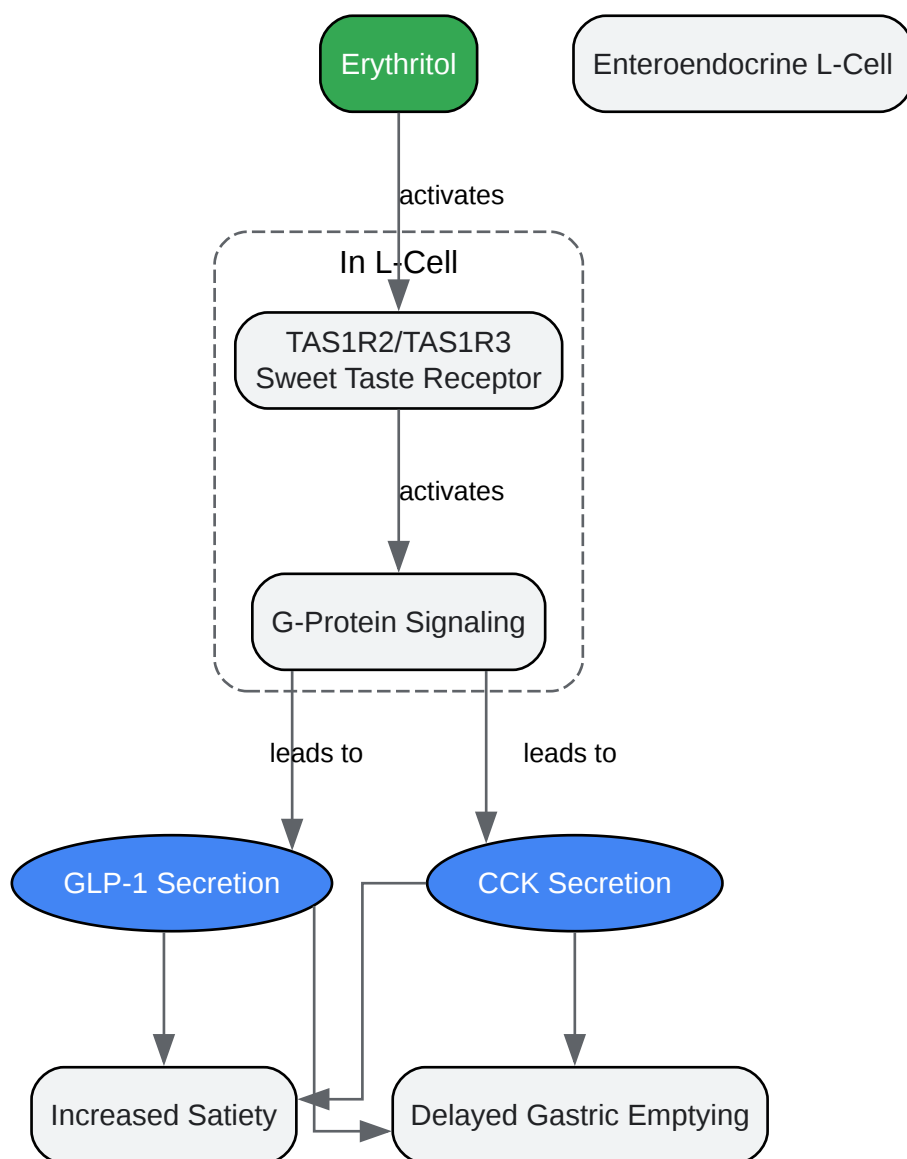 Erythritol
Enteroendocrine L-Cell
activates
In L-Cell
TAS1R2/TAS1R3
Sweet Taste Receptor
activates
G-Protein Signaling
leads to
leads to
GLP-1 Secretion
CCK Secretion
Increased Satiety
Delayed Gastric Emptying